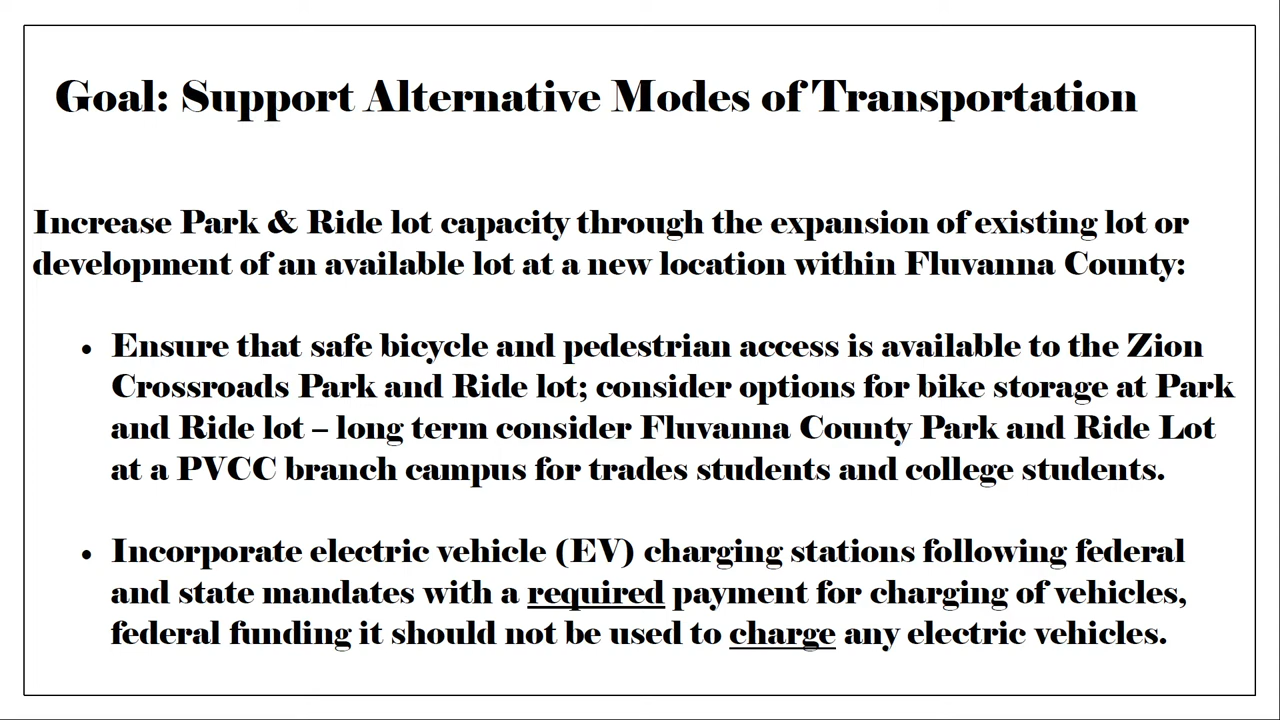 Goal: Support Alternative Modes of Transportation
Increase Park & Ride lot capacity through the expansion of existing lot or
development of an available lot at a new location within Fluvanna County:
• Ensure that safe bicycle and pedestrian access is available to the Zion
Crossroads Park and Ride lot; consider options for bike storage at Park
and Ride lot – long term consider Fluvanna County Park and Ride Lot
at a PVCC branch campus for trades students and college students.
• Incorporate electric vehicle (EV) charging stations following federal
and state mandates with a required payment for charging of vehicles,
federal funding it should not be used to charge any electric vehicles.